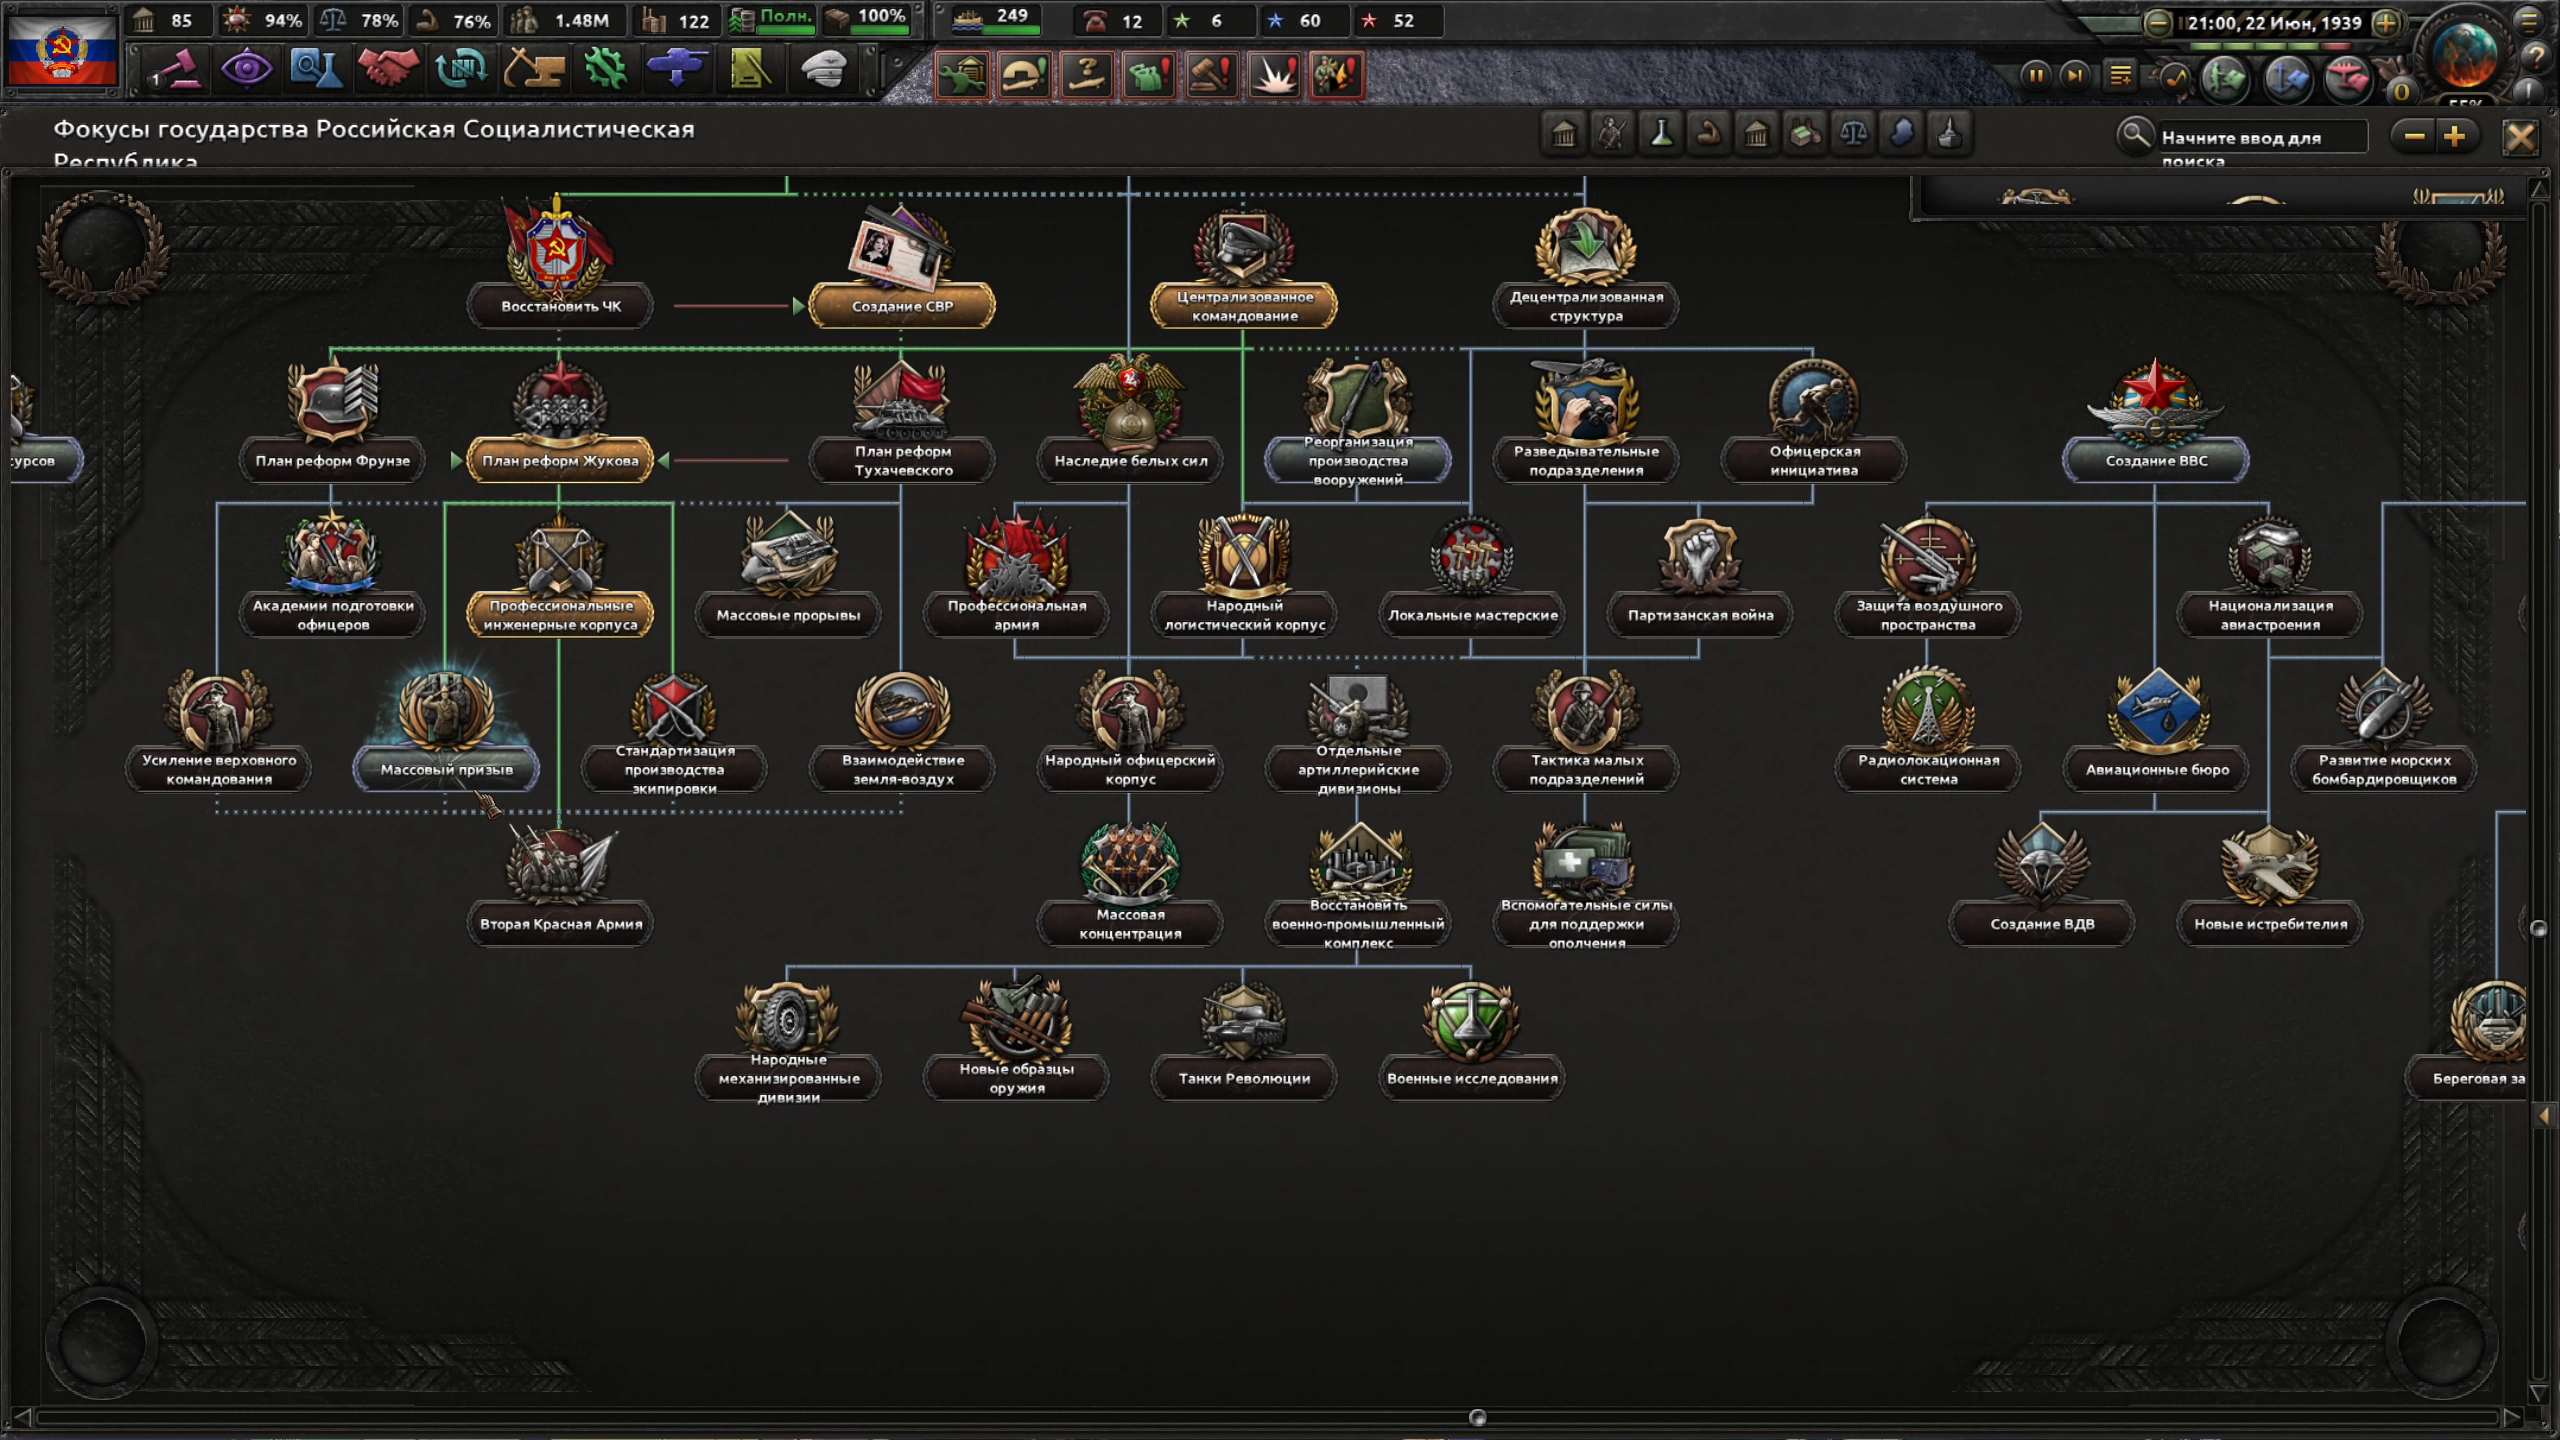 85
94%
78%
76%
1.48M
122
Полн.
100%
249
12
6
60
52
21:00, 22 Июн, 1939
1
0
55%
Фокусы государства Российская Социалистическая
Республика
Начните ввод для
поиска
Восстановить ЧК
Создание СВР
Централизованное
командование
Децентрализованная
структура
сурсов
План реформ Фрунзе
План реформ Жукова
План реформ
Тухачевского
Наследие белых сил
Реорганизация
производства
вооружений
Разведывательные
подразделения
Офицерская
инициатива
Создание ВВС
Академии подготовки
офицеров
Профессиональные
инженерные корпуса
Массовые прорывы
Профессиональная
армия
Народный
логистический корпус
Локальные мастерские
Партизанская война
Защита воздушного
пространства
Национализация
авиастроения
Усиление верховного
командования
Массовый призыв
Стандартизация
производства
экипировки
Взаимодействие
земля-воздух
Народный офицерский
корпус
Отдельные
артиллерийские
дивизионы
Тактика малых
подразделений
Радиолокационная
система
Авиационные бюро
Развитие морских
бомбардировщиков
Вторая Красная Армия
Массовая
концентрация
Восстановить
военно-промышленный
комплекс
Вспомогательные силы
для поддержки
ополчения
Создание ВДВ
Новые истребители
Народные
механизированные
дивизии
Новые образцы
оружия
Танки Революции
Военные исследования
Береговая за